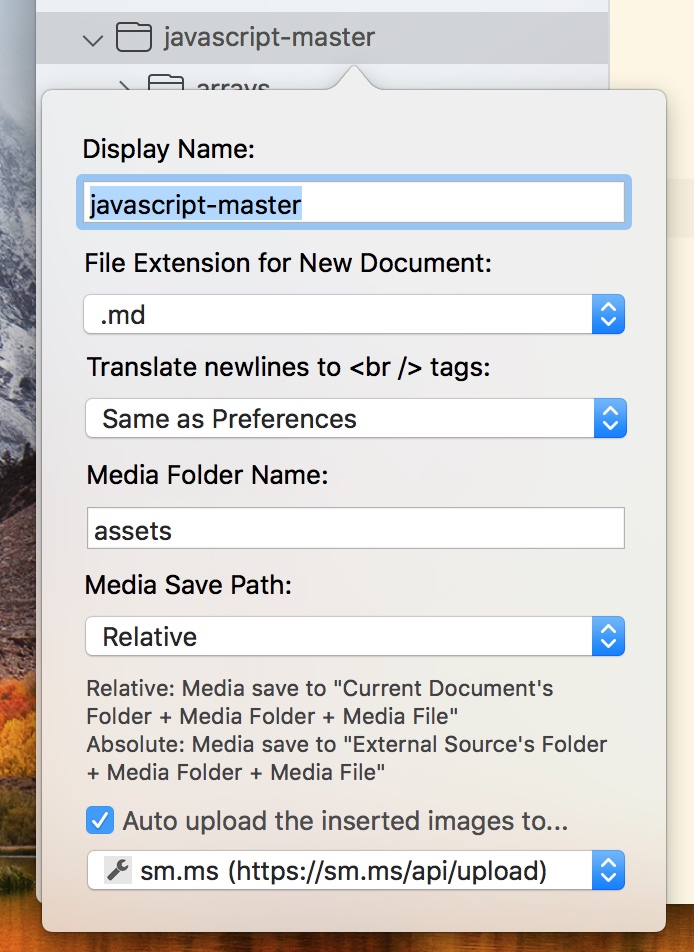 javascript-master
arrays
Display Name:
javascript-master
File Extension for New Document:
.md
Translate newlines to <br /> tags:
Same as Preferences
Media Folder Name:
assets
Media Save Path:
Relative
Relative: Media save to "Current Document's
Folder + Media Folder + Media File"
Absolute: Media save to "External Source's Folder
+ Media Folder + Media File"
Auto upload the inserted images to...
sm.ms (https://sm.ms/api/upload)